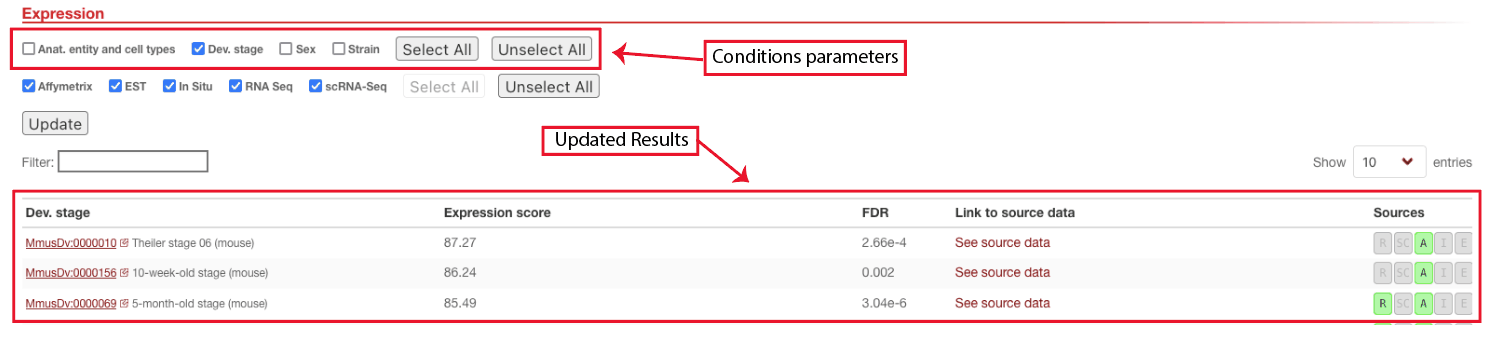 Expression
Anat. entity and cell types Dev. stage Sex Strain Select All Unselect All
Conditions parameters
Affymetrix EST In Situ RNA Seq scRNA-Seq Select All Unselect All
Update
Updated Results
Filter: Show 10 entries
Dev. stage Expression score FDR Link to source data Sources
MmusDv:0000010 Theiler stage 06 (mouse) 87.27 2.66e-4 See source data R SC A I E
MmusDv:0000156 10-week-old stage (mouse) 86.24 0.002 See source data R SC A I E
MmusDv:0000069 5-month-old stage (mouse) 85.49 3.04e-6 See source data R SC A I E